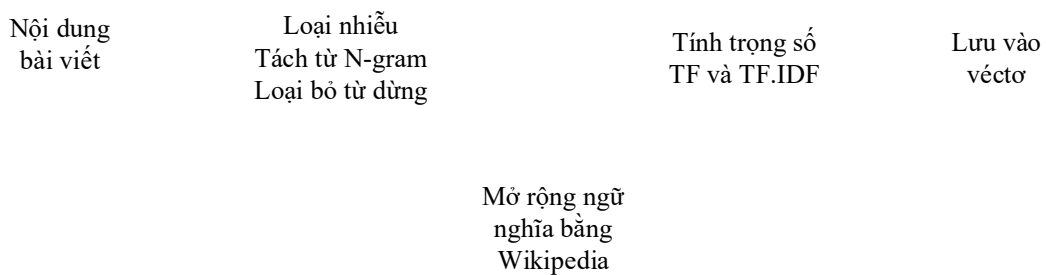 Nội dung
bài viết
Loại nhiễu
Tách từ N-gram
Loại bỏ từ dừng
Mở rộng ngữ
nghĩa bằng
Wikipedia
Tính trọng số
TF và TF.IDF
Lưu vào
véctơ